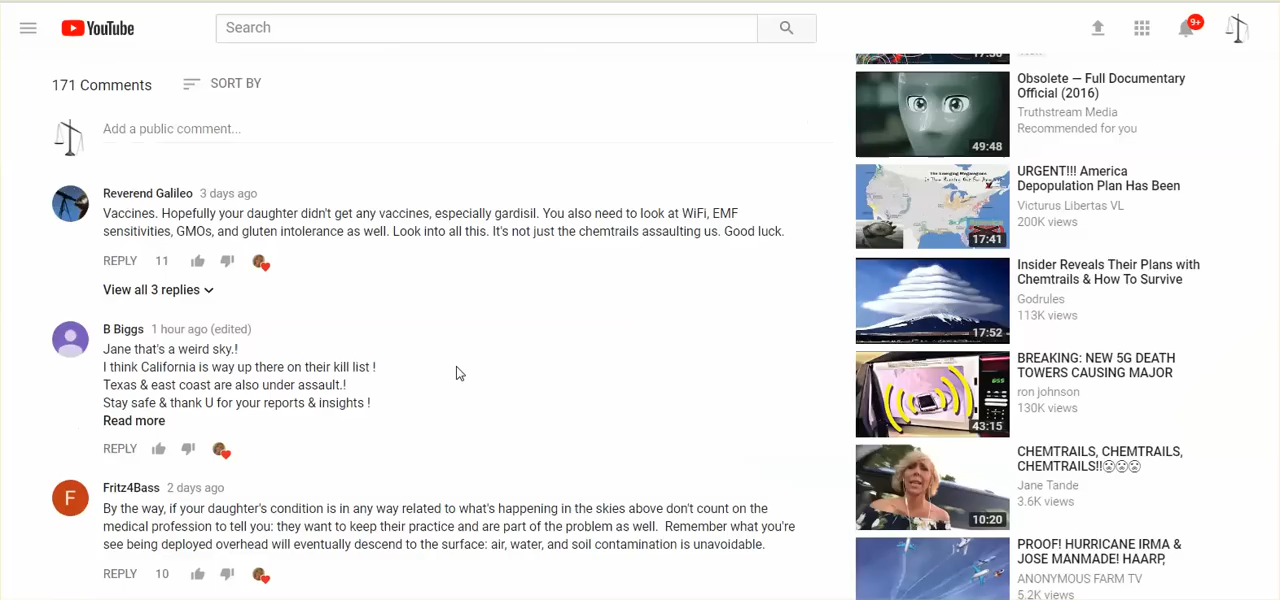 YouTube
Search
9+
171 Comments
SORT BY
Add a public comment...
Reverend Galileo 3 days ago
Vaccines. Hopefully your daughter didn't get any vaccines, especially gardisil. You also need to look at WiFi, EMF
sensitivities, GMOs, and gluten intolerance as well. Look into all this. It's not just the chemtrails assaulting us. Good luck.
REPLY 11
View all 3 replies
B Biggs 1 hour ago (edited)
Jane that's a weird sky.!
I think California is way up there on their kill list !
Texas & east coast are also under assault.!
Stay safe & thank U for your reports & insights !
Read more
REPLY
F
Fritz4Bass 2 days ago
By the way, if your daughter's condition is in any way related to what's happening in the skies above don't count on the
medical profession to tell you: they want to keep their practice and are part of the problem as well. Remember what you're
see being deployed overhead will eventually descend to the surface: air, water, and soil contamination is unavoidable.
REPLY 10
Obsolete — Full Documentary
Official (2016)
Truthstream Media
Recommended for you
49:48
URGENT!!! America
Depopulation Plan Has Been
Victurus Libertas VL
200K views
17:41
Insider Reveals Their Plans with
Chemtrails & How To Survive
Godrules
113K views
17:52
BREAKING: NEW 5G DEATH
TOWERS CAUSING MAJOR
ron johnson
130K views
43:15
CHEMTRAILS, CHEMTRAILS,
CHEMTRAILS!!😤😤😤
Jane Tande
3.6K views
10:20
PROOF! HURRICANE IRMA &
JOSE MANMADE! HAARP,
ANONYMOUS FARM TV
5.2K views